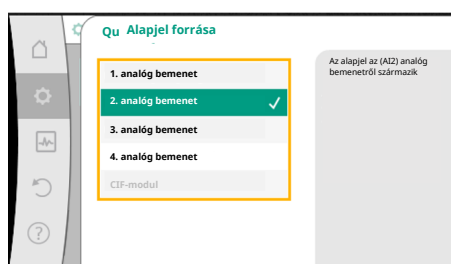 Qu Alapjel forrása
1. analóg bemenet
2. analóg bemenet
3. analóg bemenet
4. analóg bemenet
CIF-modul
Az alapjel az (AI2) analóg
bemenetről származik